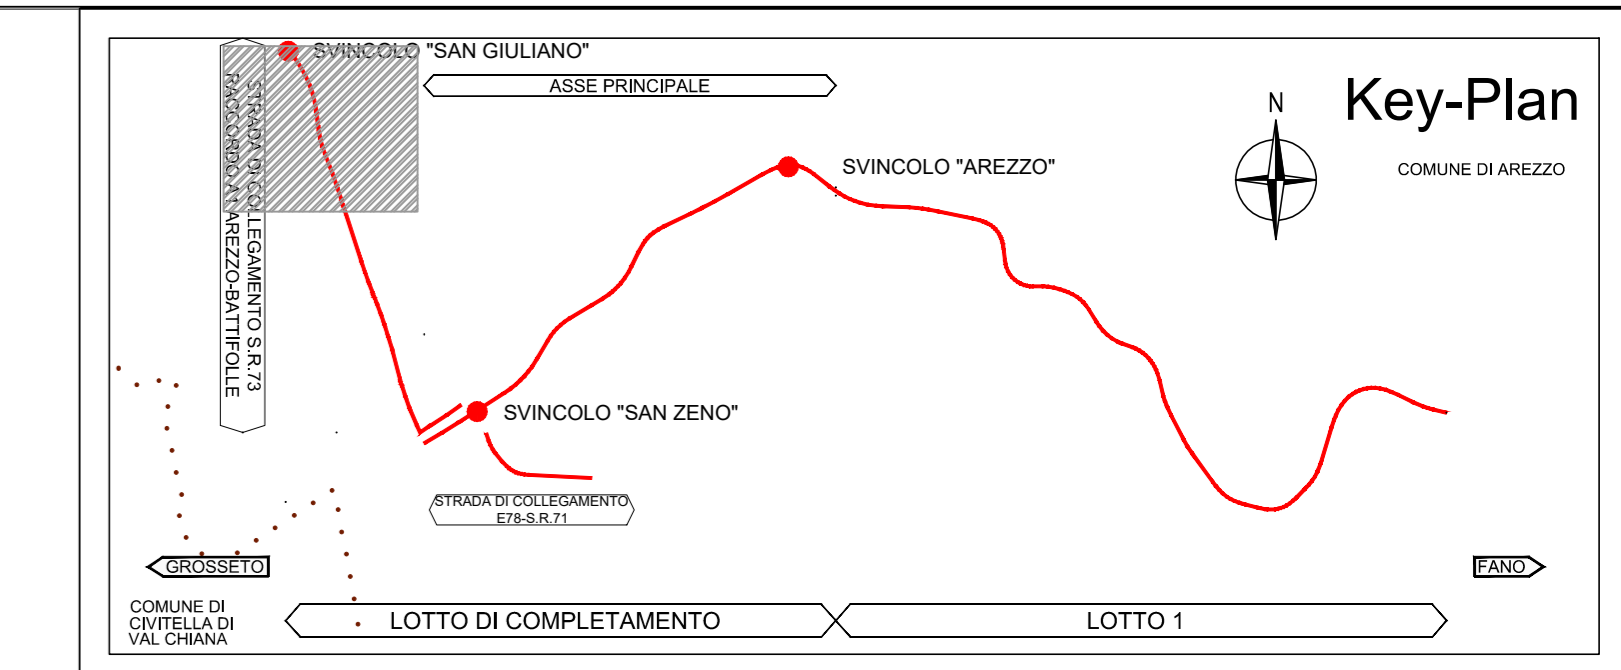 SVINCOLO "SAN GIULIANO"
ASSE PRINCIPALE
Key-Plan
N
COMUNE DI AREZZO
SVINCOLO "AREZZO"
STRADA DI COLLEGAMENTO S.R.73
RACCORDO A1 AREZZO-BATTIFOLLE
SVINCOLO "SAN ZENO"
STRADA DI COLLEGAMENTO
E78-S.R.71
GROSSETO
FANO
COMUNE DI
CIVITELLA DI
VAL CHIANA
LOTTO DI COMPLETAMENTO
LOTTO 1